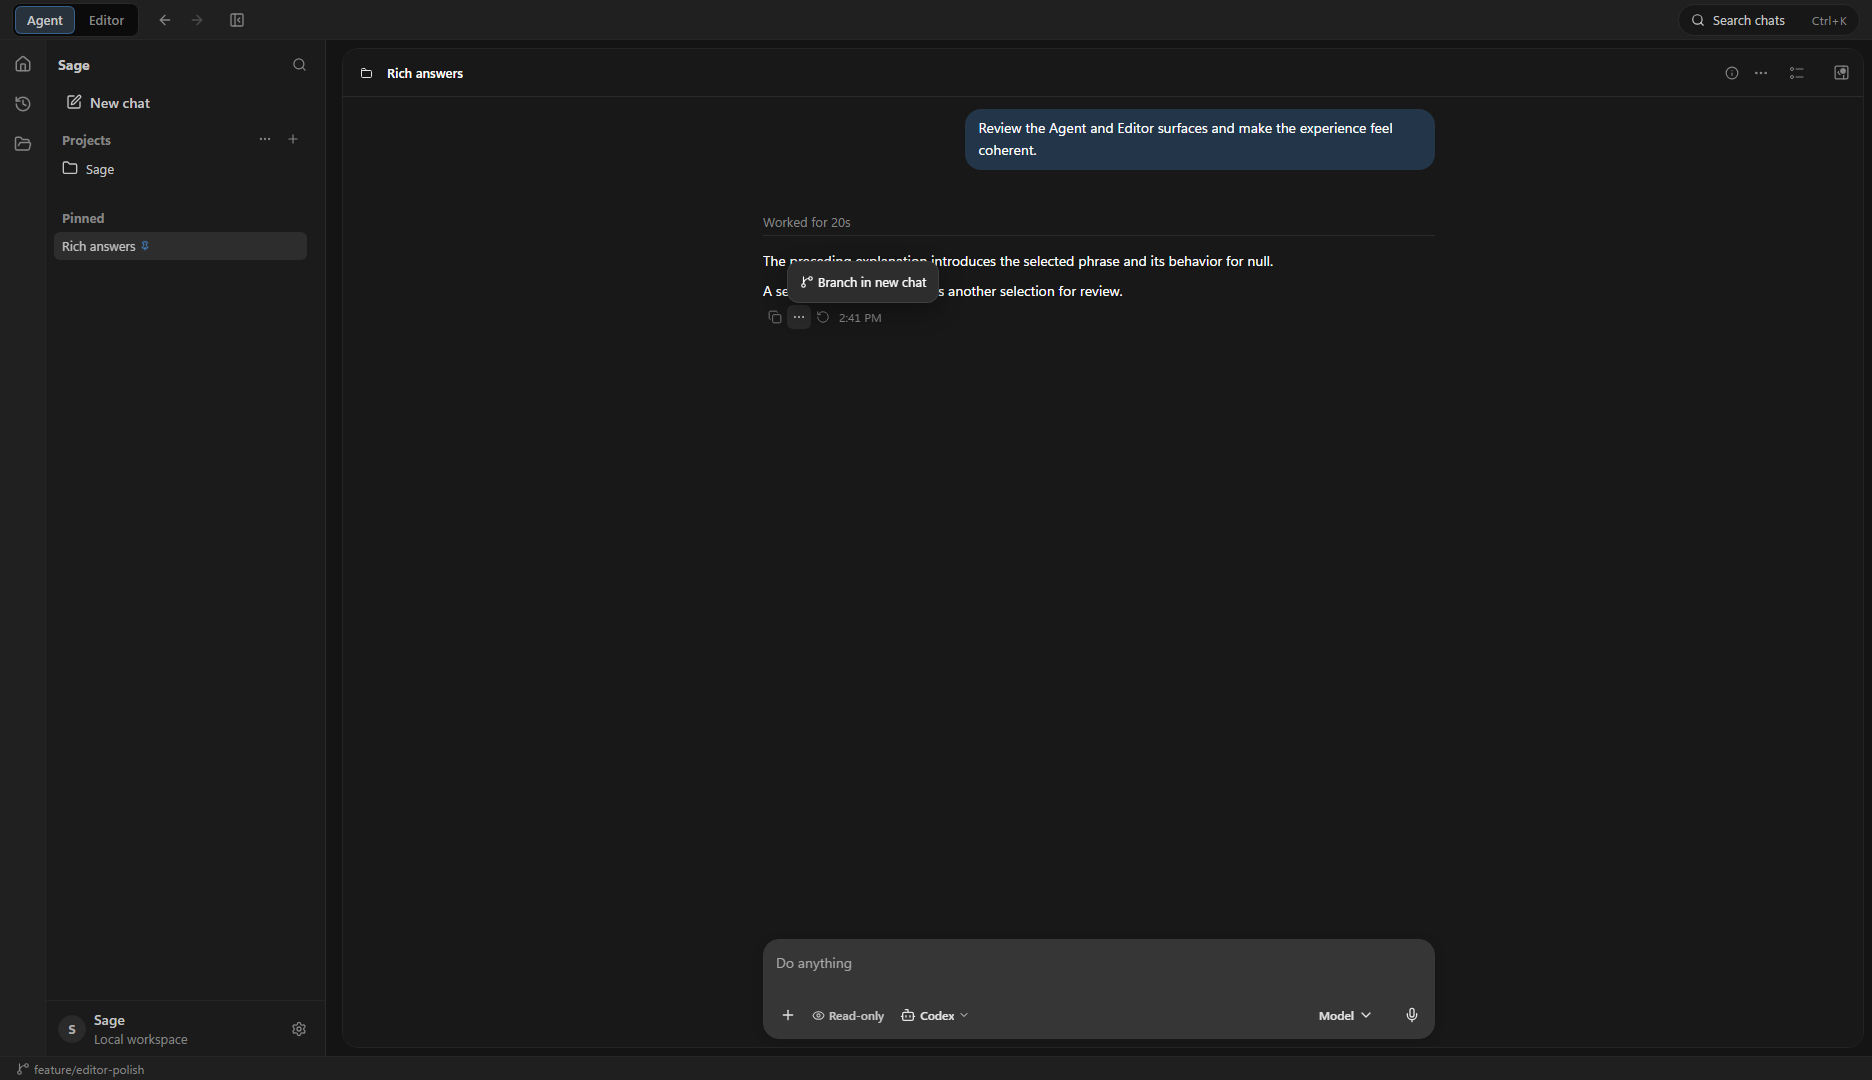 Agent
Editor
Search chats
Ctrl+K
Sage
New chat
Projects
Sage
Pinned
Rich answers
Rich answers
Review the Agent and Editor surfaces and make the experience feel
coherent.
Worked for 20s
The preceding explanation introduces the selected phrase and its behavior for null.
Branch in new chat
A se
s another selection for review.
2:41 PM
Do anything
Read-only
Codex
Model
S
Sage
Local workspace
feature/editor-polish